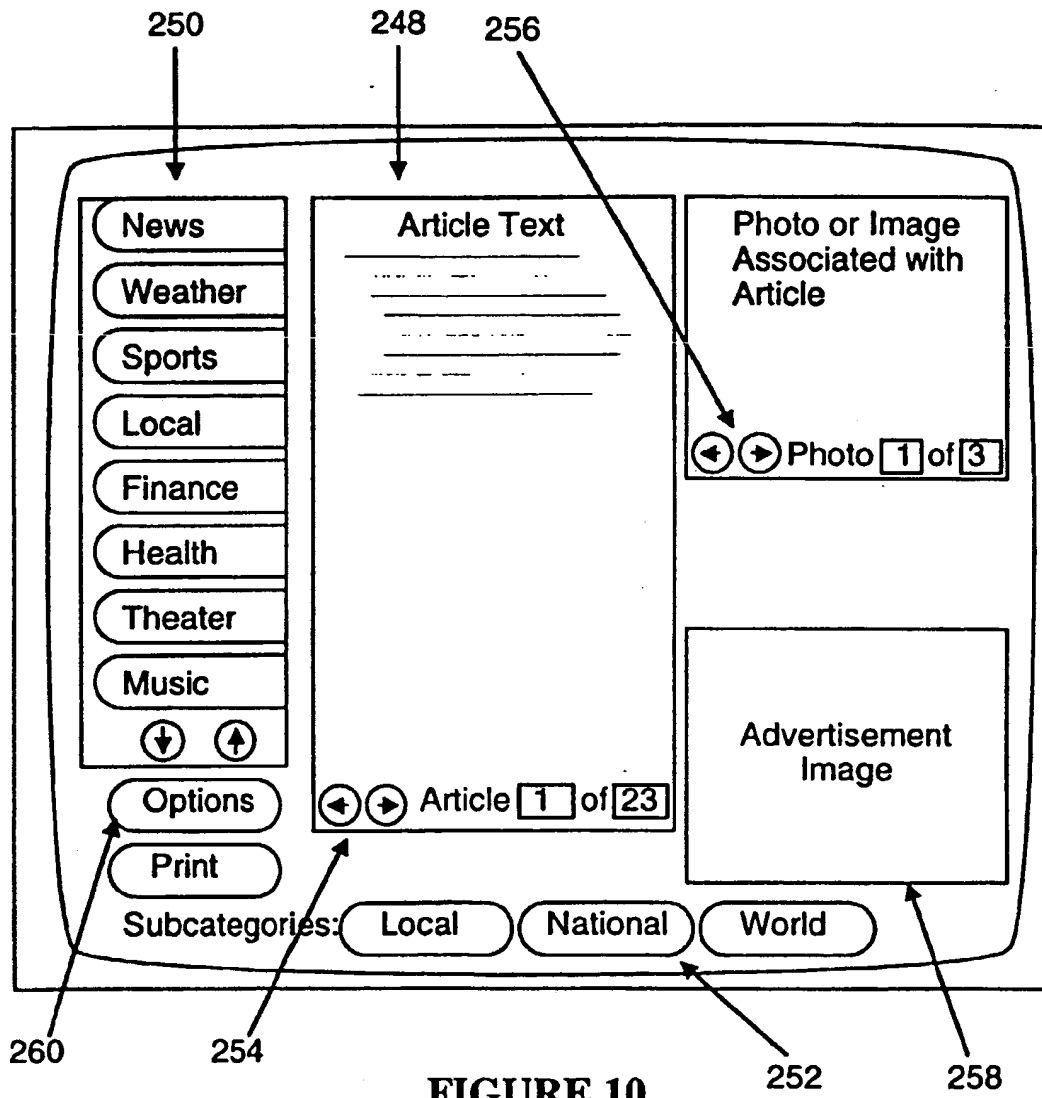 250
248
256
News
Weather
Sports
Local
Finance
Health
Theater
Music
Options
Print
Article Text
Article 1 of 23
Photo or Image
Associated with
Article
Photo 1 of 3
Advertisement
Image
Subcategories: Local National World
260
254
252
258
FIGURE 10